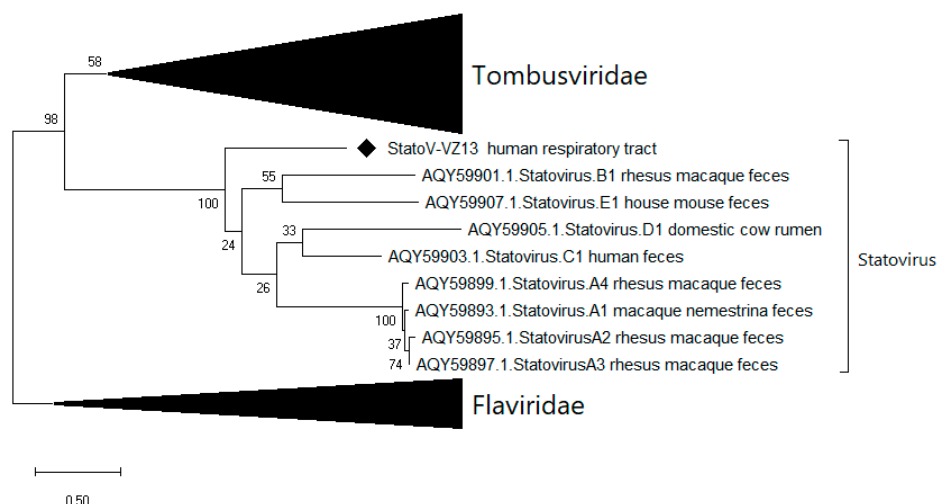 58
Tombusviridae
98
StatoV-VZ13 human respiratory tract
55
AQY59901.1.Statovirus.B1 rhesus macaque feces
100
AQY59907.1.Statovirus.E1 house mouse feces
33
AQY59905.1.Statovirus.D1 domestic cow rumen
24
AQY59903.1.Statovirus.C1 human feces
Statovirus
26
AQY59899.1.Statovirus.A4 rhesus macaque feces
100
AQY59893.1.Statovirus.A1 macaque nemestrina feces
37
AQY59895.1.StatovirusA2 rhesus macaque feces
74
AQY59897.1.StatovirusA3 rhesus macaque feces
Flaviridae
0.50